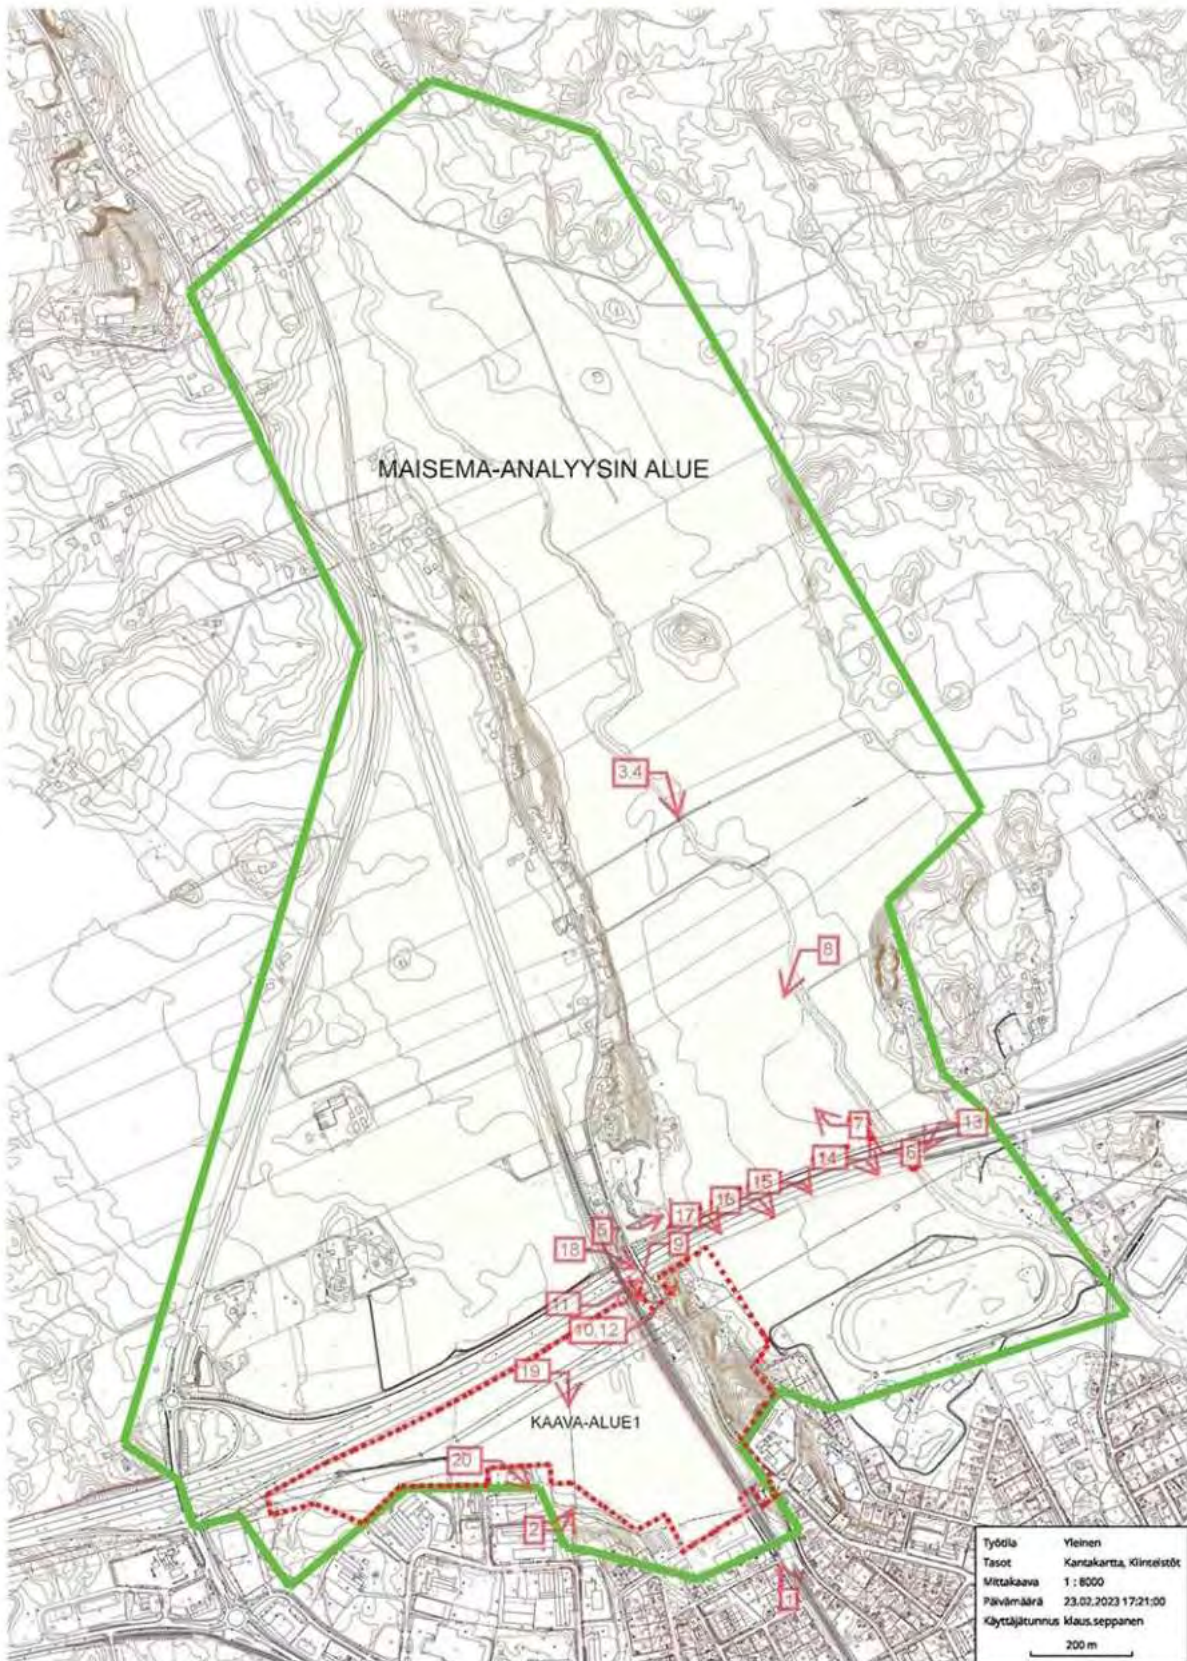 MAISEMA-ANALYYSIN ALUE
3,4
8
7
13
6
14
15
16
17
5
9
18
11
10,12
19
KAAVA-ALUE1
20
2
1
Työtila Yleinen
Tasot Kantakartta, Kiinteistöt
Mittakaava 1 : 8000
Päivämäärä 23.02.2023 17:21:00
Käyttäjätunnus klaus.seppanen
200 m